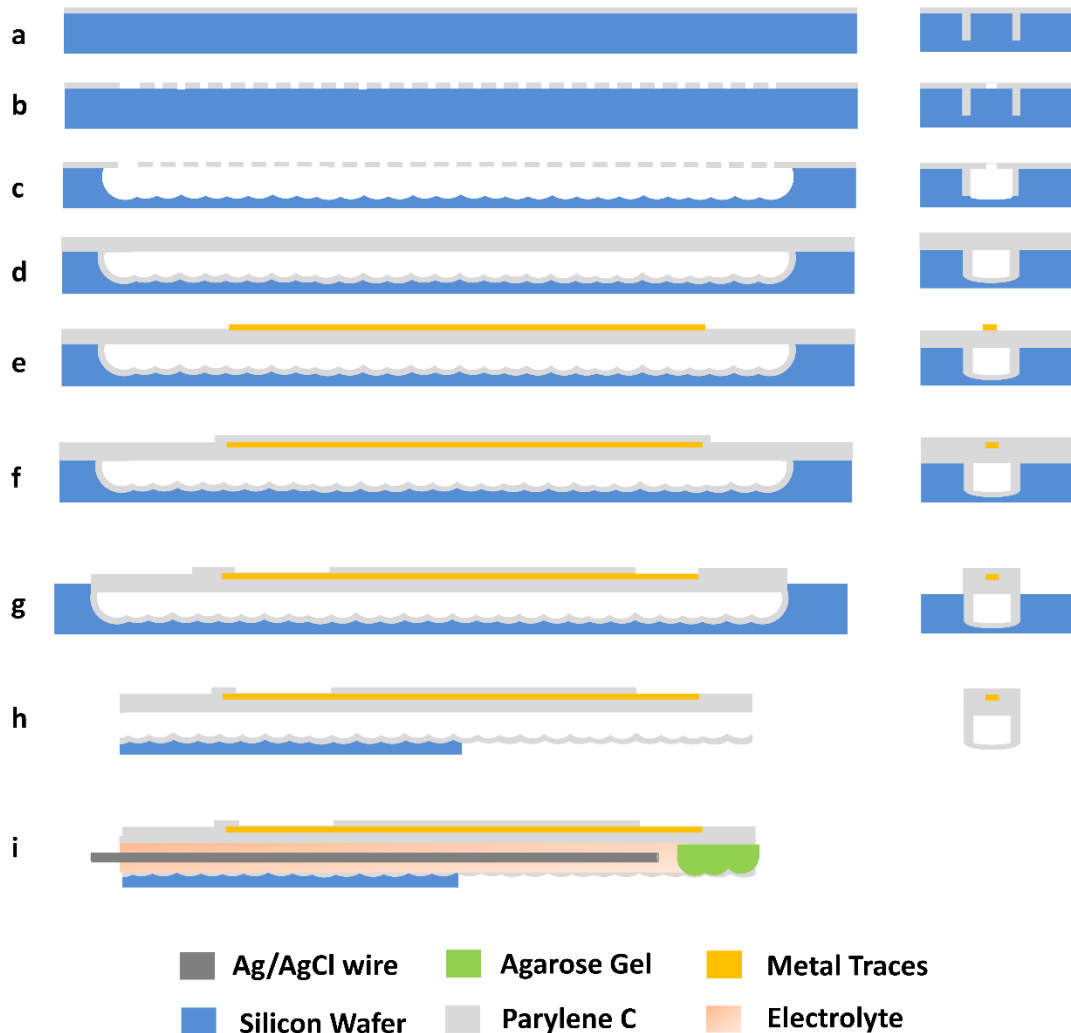 a
b
c
d
e
f
g
h
i
Ag/AgCl wire Agarose Gel Metal Traces
Silicon Wafer Parylene C Electrolyte